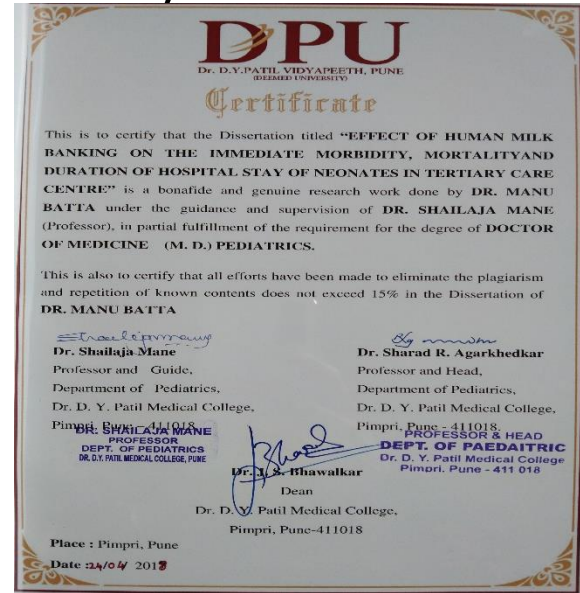 DPU
Dr. D.Y.PATIL VIDYAPEETH, PUNE
(DEEMED UNIVERSITY)
Certificate
This is to certify that the Dissertation titled "EFFECT OF HUMAN MILK
BANKING ON THE IMMEDIATE MORBIDITY, MORTALITYAND
DURATION OF HOSPITAL STAY OF NEONATES IN TERTIARY CARE
CENTRE" is a bonafide and genuine research work done by DR. MANU
BATTA under the guidance and supervision of DR. SHAILAJA MANE
(Professor), in partial fulfillment of the requirement for the degree of DOCTOR
OF MEDICINE (M. D.) PEDIATRICS.
This is also to certify that all efforts have been made to eliminate the plagiarism
and repetition of known contents does not exceed 15% in the Dissertation of
DR. MANU BATTA
Dr. Shailaja Mane
Professor and Guide,
Department of Pediatrics,
Dr. D. Y. Patil Medical College,
Pimpri, Pune - 411018.
DR. SHAILAJA MANE
PROFESSOR
DEPT. OF PEDIATRICS
DR. D.Y. PATIL MEDICAL COLLEGE, PUNE
Dr. Sharad R. Agarkhedkar
Professor and Head,
Department of Pediatrics,
Dr. D. Y. Patil Medical College,
Pimpri, Pune - 411018.
PROFESSOR & HEAD
DEPT. OF PAEDAITRIC
Dr. D. Y. Patil Medical College
Pimpri. Pune - 411 018
Dr. J. S. Bhawalkar
Dean
Dr. D. Y. Patil Medical College,
Pimpri, Pune-411018
Place : Pimpri, Pune
Date :24/04/ 2018